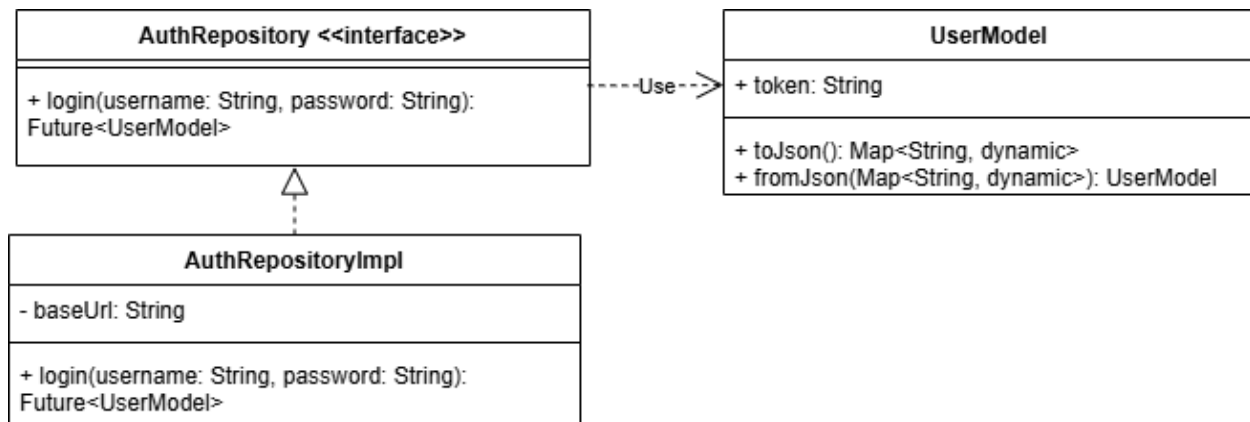 AuthRepository <<interface>>
+ login(username: String, password: String):
Future<UserModel>
Use
UserModel
+ token: String
+ toJson(): Map<String, dynamic>
+ fromJson(Map<String, dynamic>): UserModel
AuthRepositoryImpl
- baseUrl: String
+ login(username: String, password: String):
Future<UserModel>